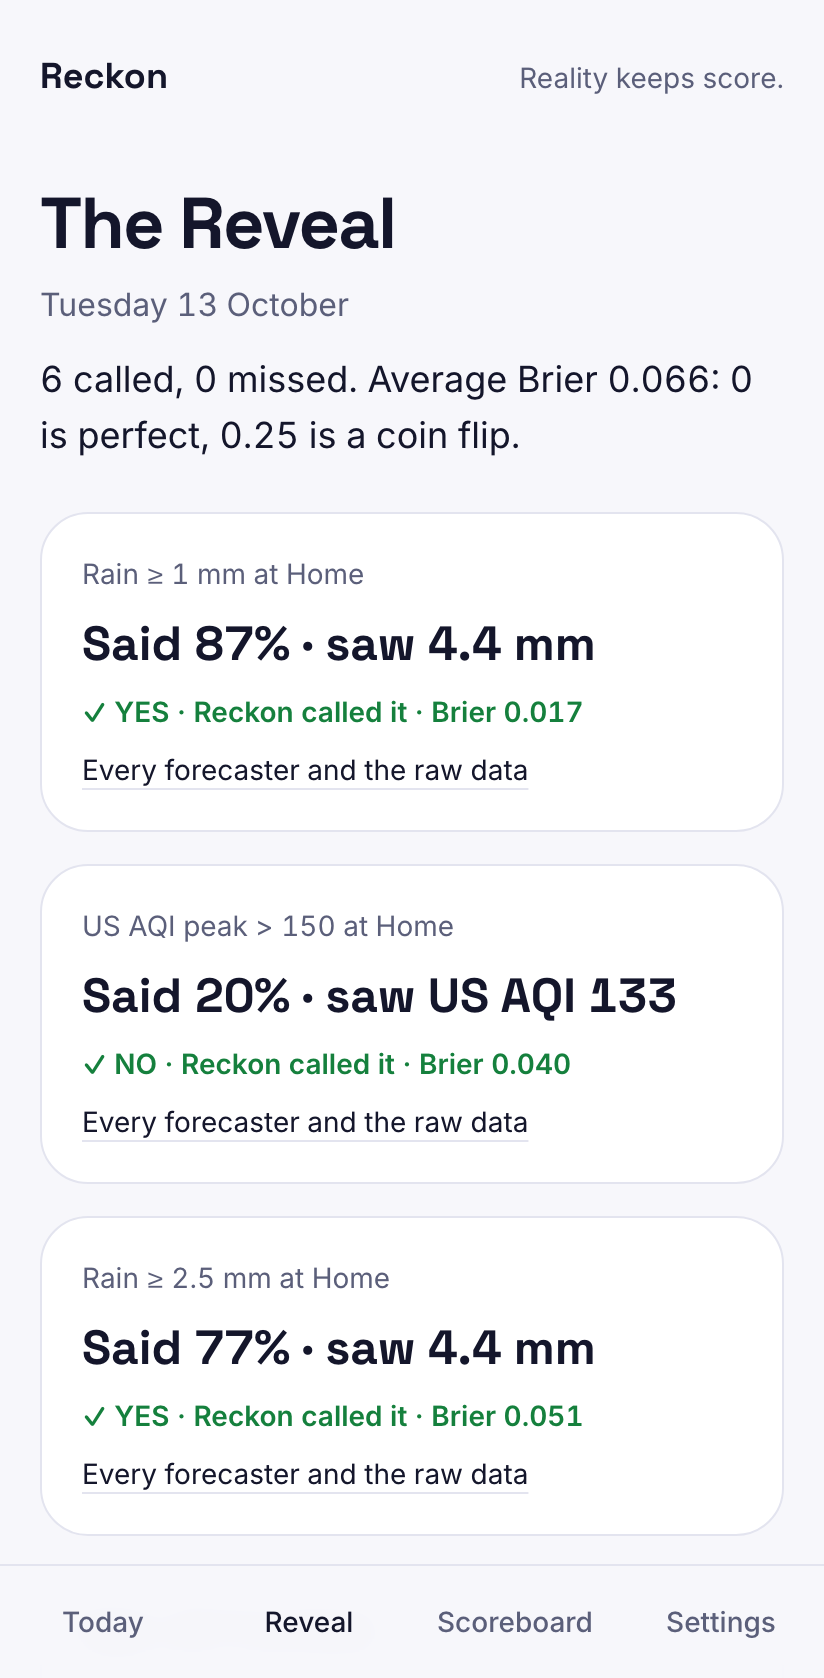 Reckon
Reality keeps score.
The Reveal
Tuesday 13 October
6 called, 0 missed. Average Brier 0.066: 0
is perfect, 0.25 is a coin flip.
Rain ≥ 1 mm at Home
Said 87% · saw 4.4 mm
✓ YES · Reckon called it · Brier 0.017
Every forecaster and the raw data
US AQI peak > 150 at Home
Said 20% · saw US AQI 133
✓ NO · Reckon called it · Brier 0.040
Every forecaster and the raw data
Rain ≥ 2.5 mm at Home
Said 77% · saw 4.4 mm
✓ YES · Reckon called it · Brier 0.051
Every forecaster and the raw data
Today Reveal Scoreboard Settings